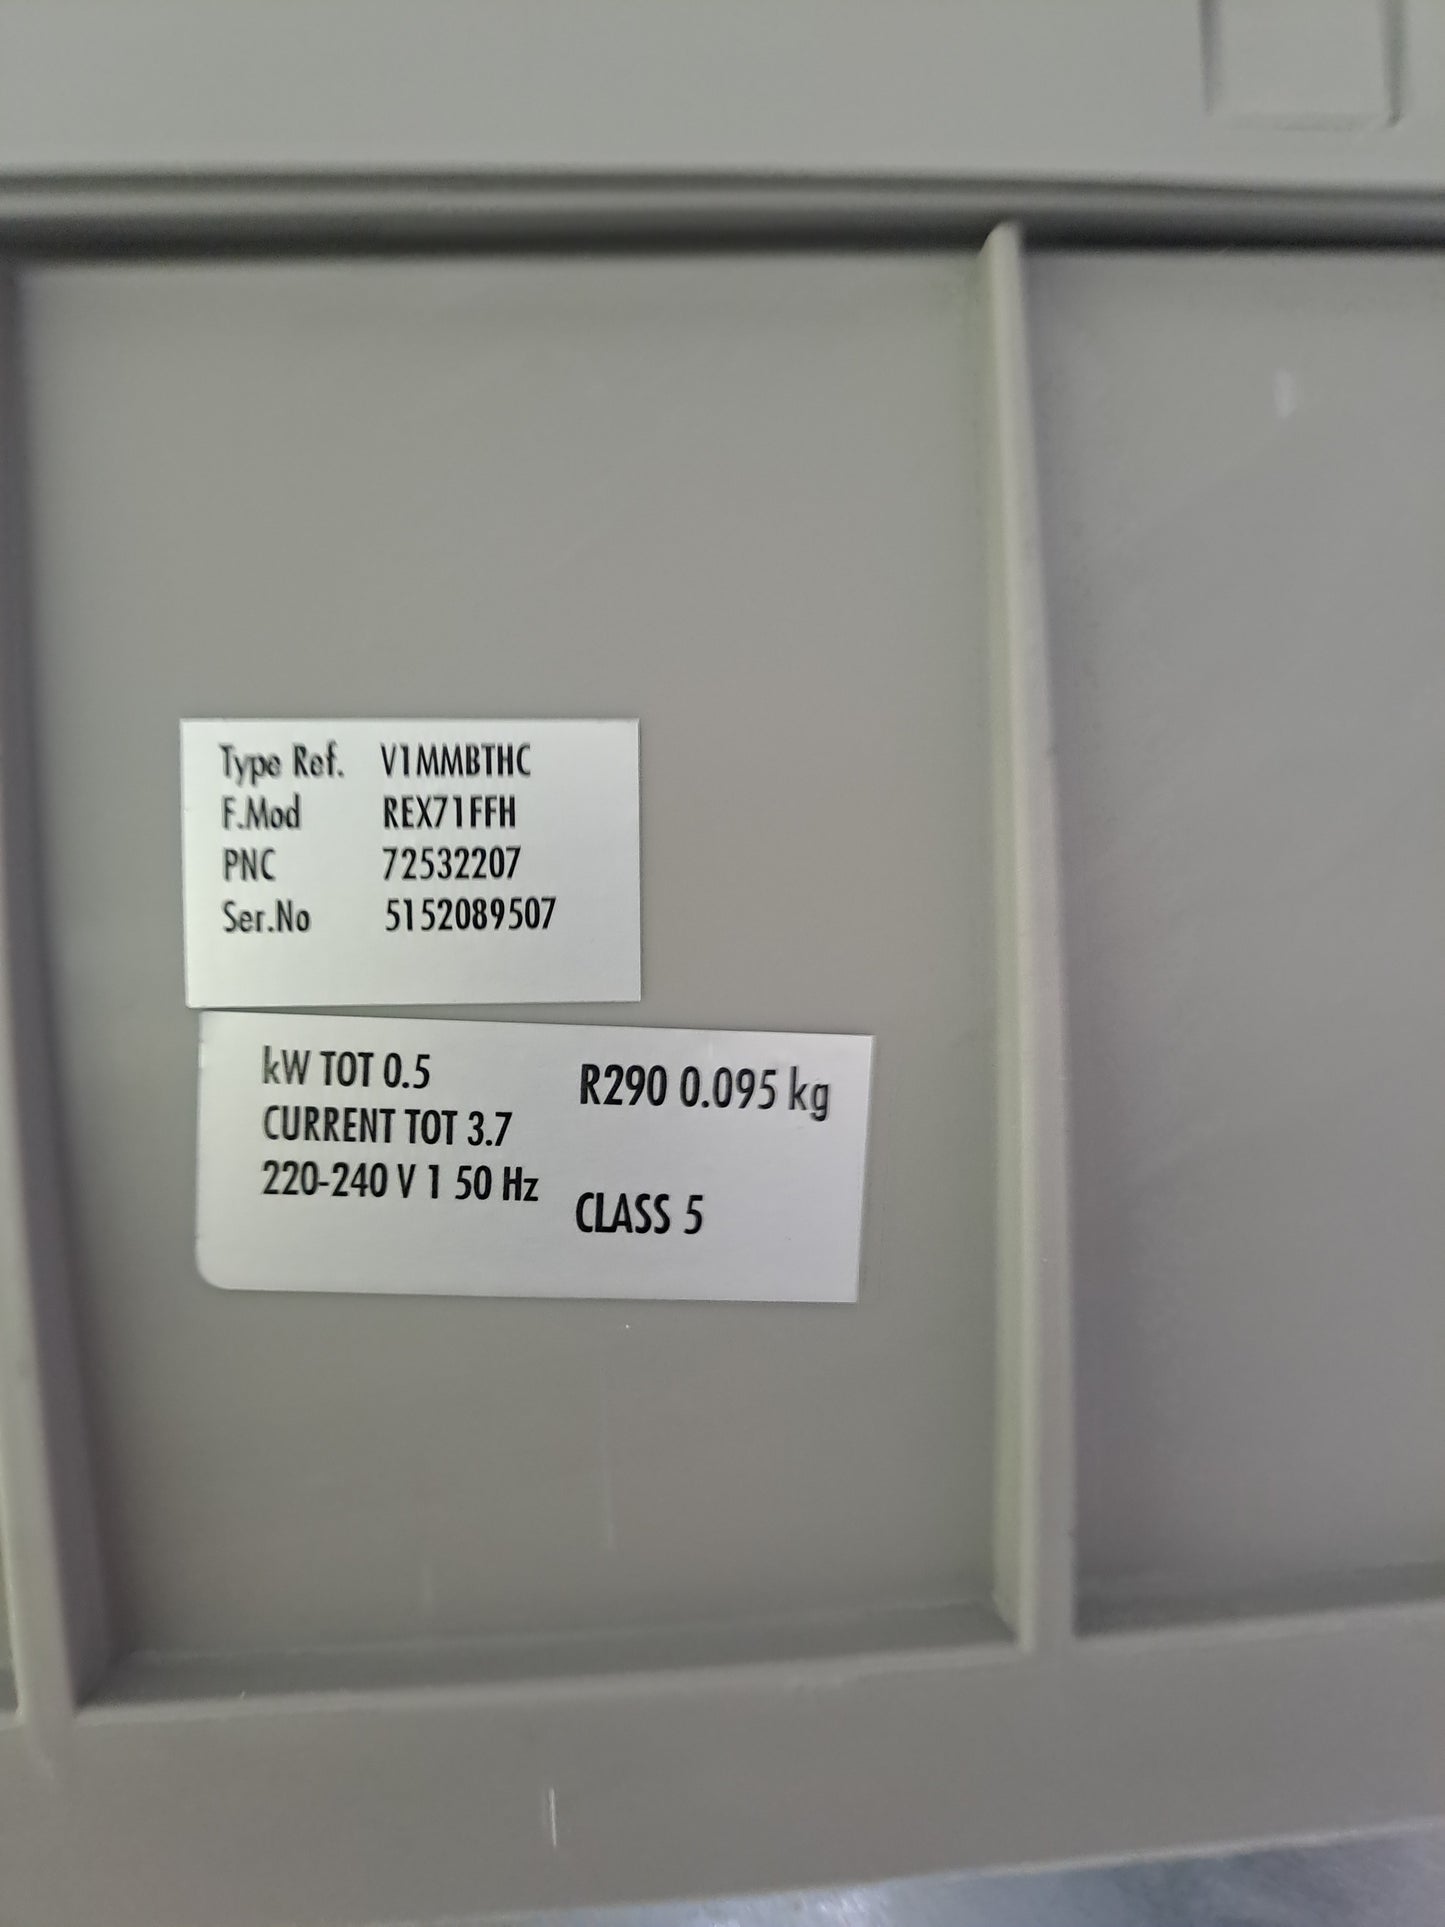 Type Ref. V1MMBTHC
F.Mod REX71FFH
PNC 72532207
Ser.No 5152089507
kW TOT 0.5
CURRENT TOT 3.7
220-240 V 1 50 Hz
R290 0.095 kg
CLASS 5